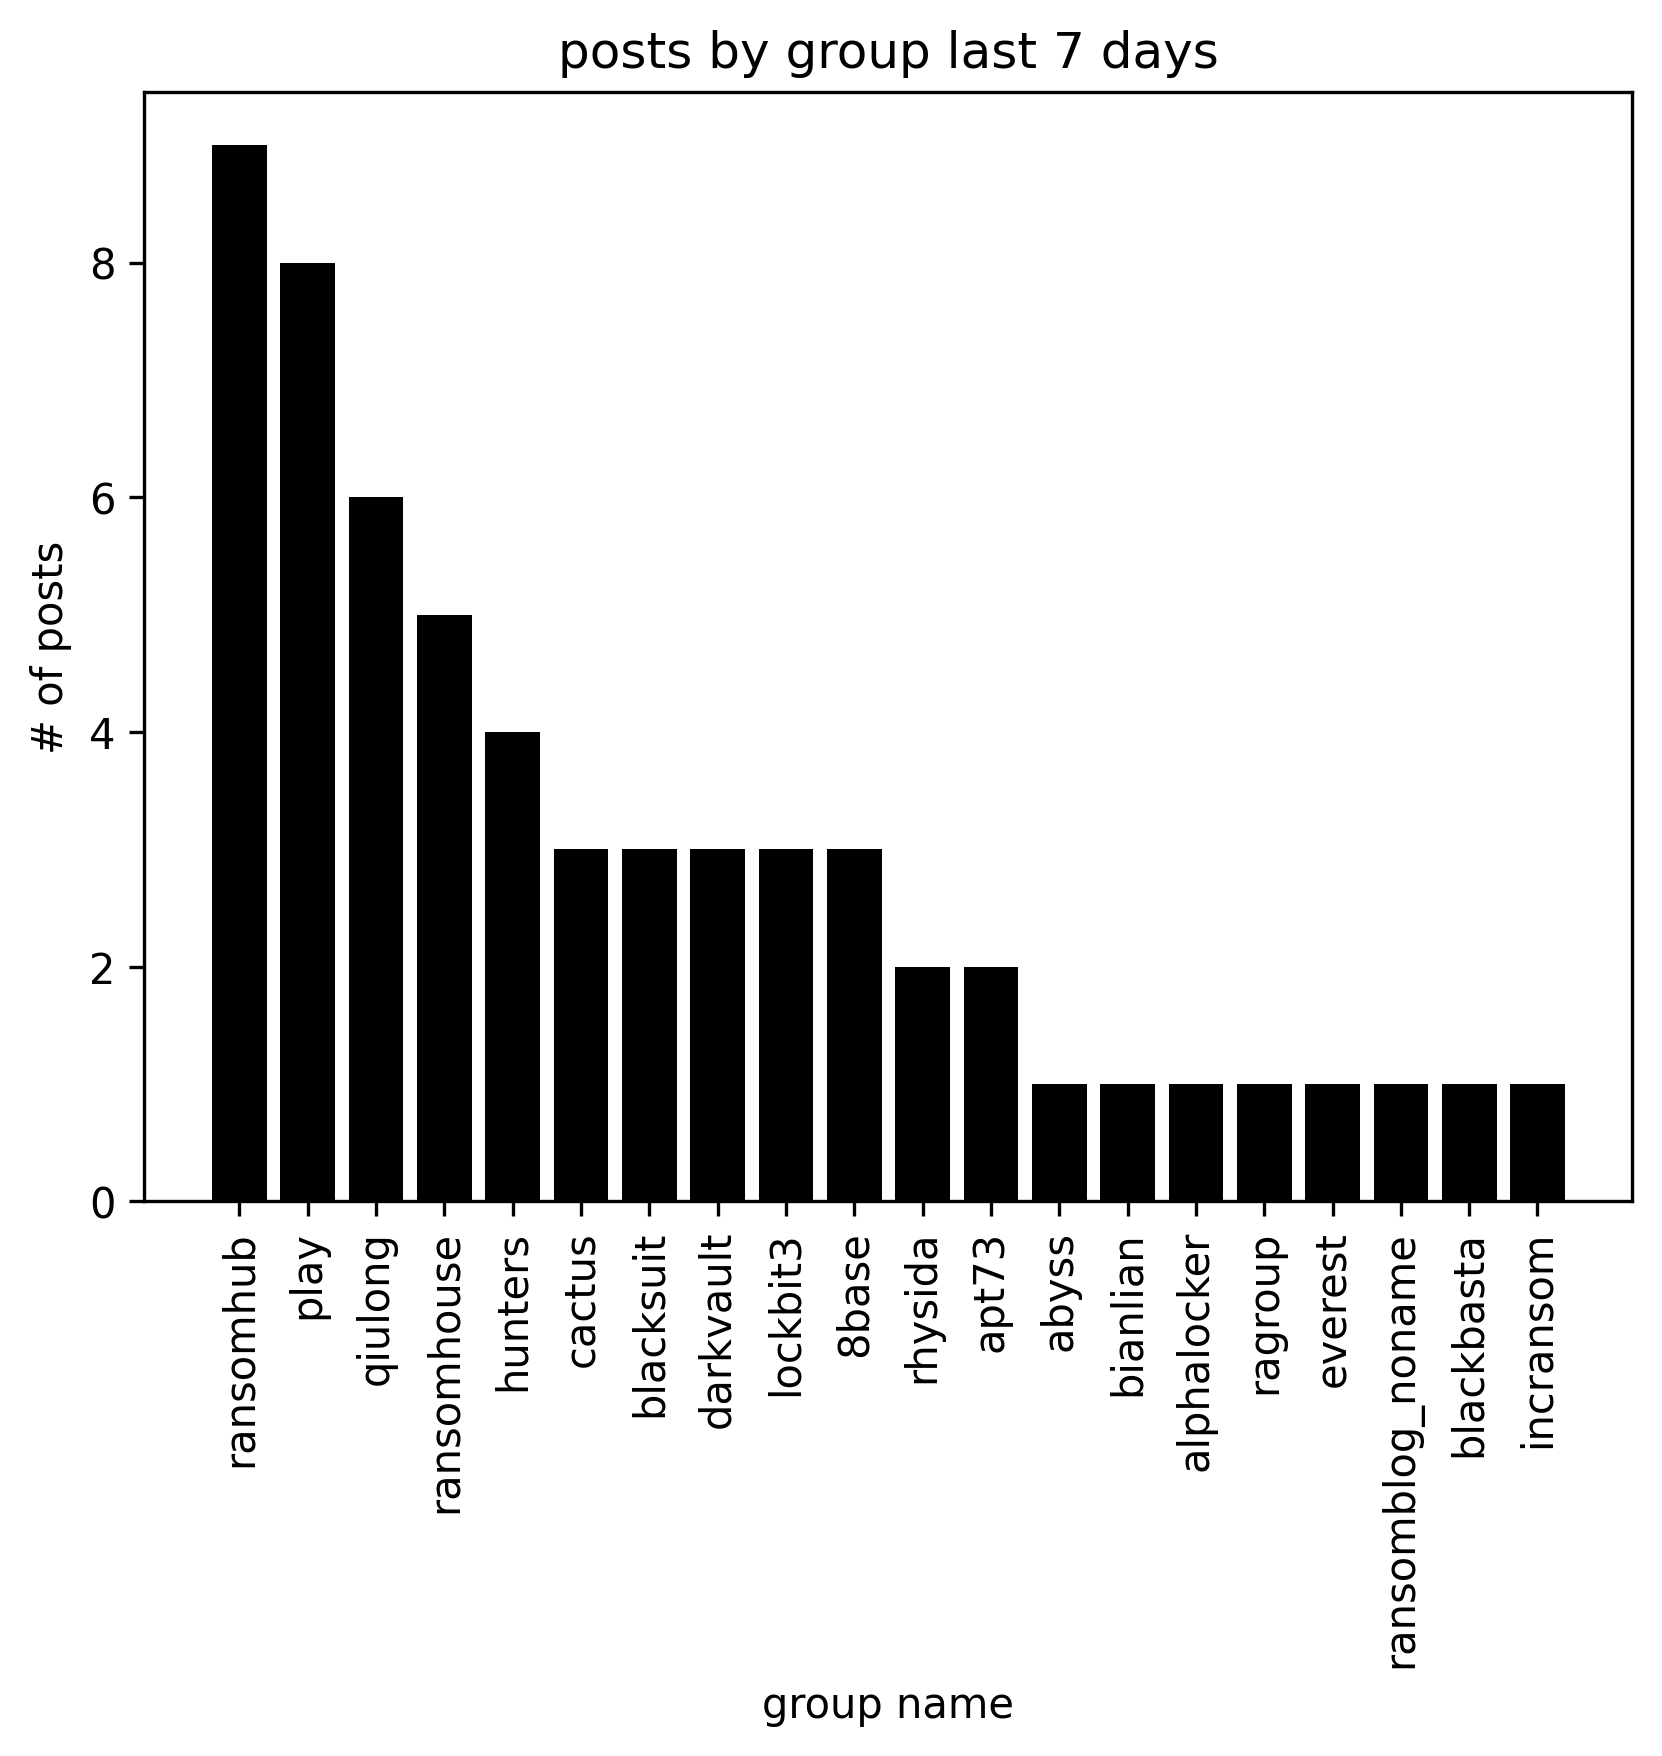 posts by group last 7 days
# of posts
8
6
4
2
0
ransomhub
play
qiulong
ransomhouse
hunters
cactus
blacksuit
darkvault
lockbit3
8base
rhysida
apt73
abyss
bianlian
alphalocker
ragroup
everest
ransomblog_noname
blackbasta
incransom
group name